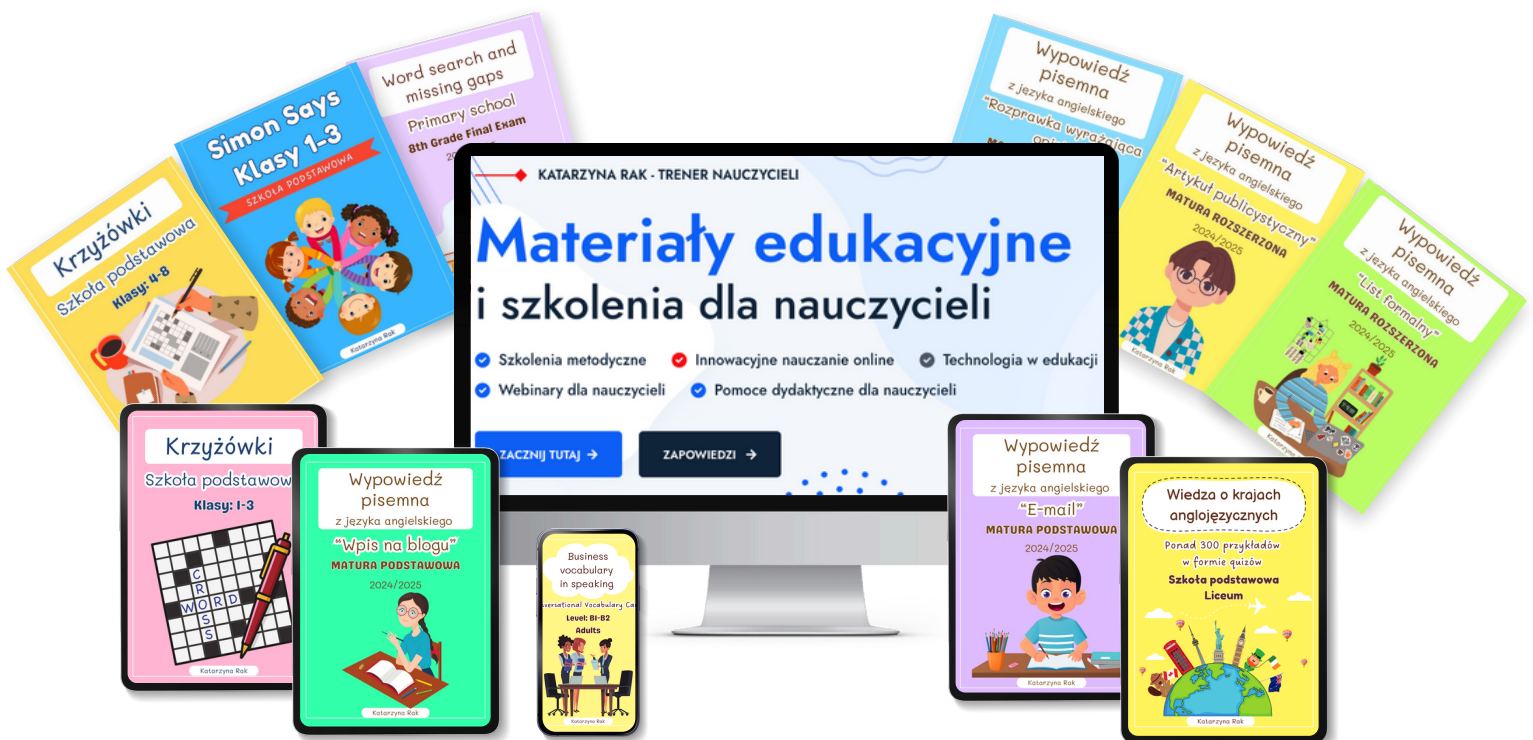 Krzyżówki
Szkoła podstawowa
Klasy: 4-8
Simon Says
Klasy 1-3
SZKOŁA PODSTAWOWA
Katarzyna Rak
Word search and
missing gaps
Primary school
8th Grade Final Exam
KATARZYNA RAK - TRENER NAUCZYCIELI
Materiały edukacyjne
i szkolenia dla nauczycieli
Szkolenia metodyczne
Innowacyjne nauczanie online
Technologia w edukacji
Webinary dla nauczycieli
Pomoce dydaktyczne dla nauczycieli
ZACZNIJ TUTAJ →
ZAPOWIEDZI →
Wypowiedź
pisemna
z języka angielskiego
"Rozprawka wyrażająca
Wypowiedź
pisemna
z języka angielskiego
"Artykuł publicystyczny"
MATURA ROZSZERZONA
2024/2025
Katarzyna Rak
Wypowiedź
pisemna
z języka angielskiego
"List formalny"
MATURA ROZSZERZONA
2024/2025
Katarzyna Rak
Krzyżówki
Szkoła podstawow
Klasy: 1-3
CROSS
WORD
Katarzyna Rak
Wypowiedź
pisemna
z języka angielskiego
"Wpis na blogu"
MATURA PODSTAWOWA
2024/2025
Katarzyna Rak
Business
vocabulary
in speaking
versational Vocabulary Ca
Level: B1-B2
Adults
Katarzyna Rak
Wypowiedź
pisemna
z języka angielskiego
"E-mail"
MATURA PODSTAWOWA
2024/2025
Katarzyna Rak
Wiedza o krajach
anglojęzycznych
Ponad 300 przykładów
w formie quizów
Szkoła podstawowa
Liceum
Katarzyna Rak